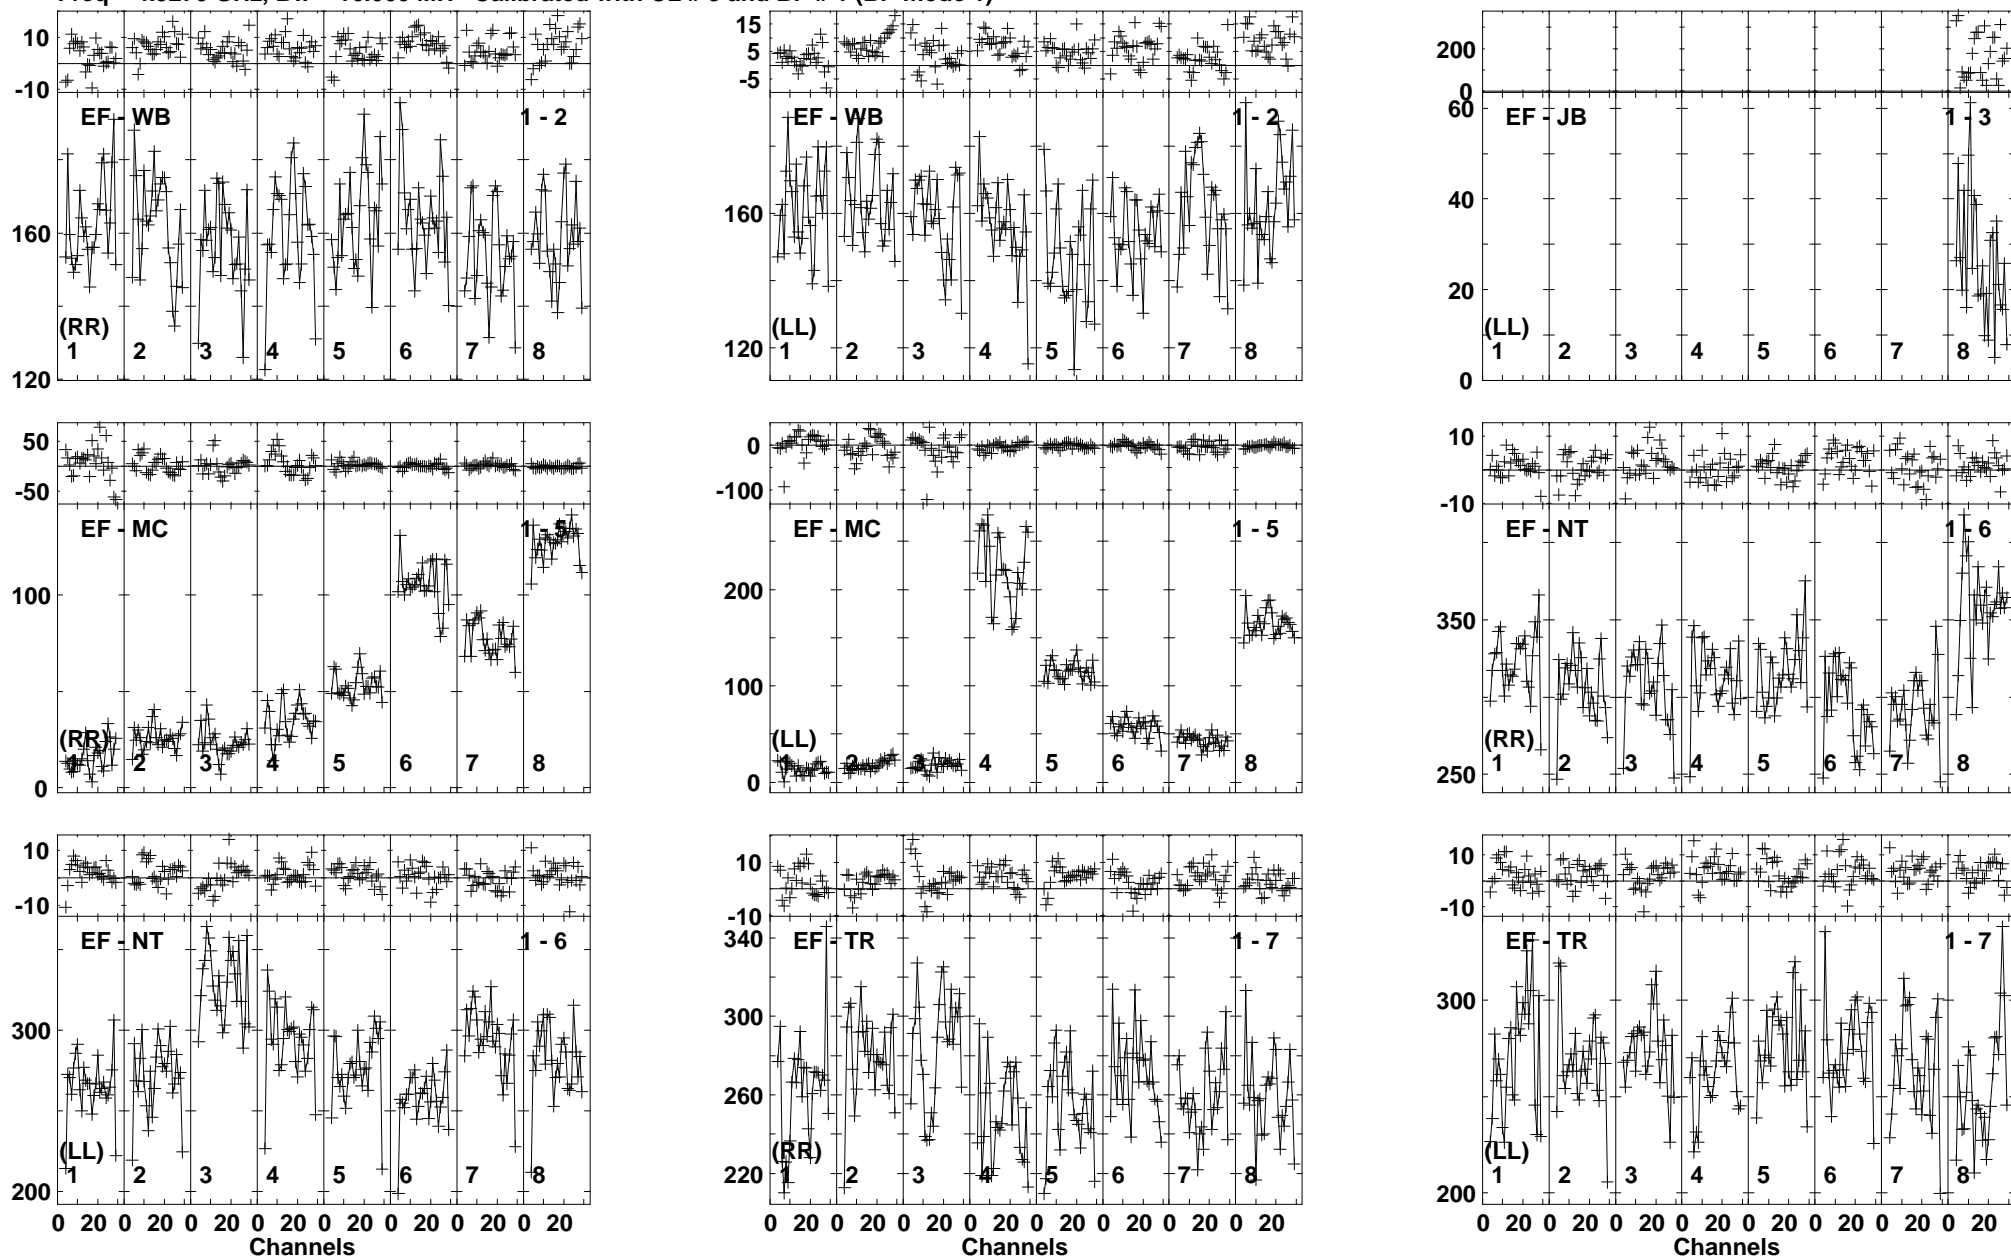 10 -10 EF - WB 1 - 2 160 120 (RR) 1 2 3 4 5 6 7 8
15 5 -5 EF - WB 1 - 2 160 120 (LL) 1 2 3 4 5 6 7 8
200 0 EF - JB 1 - 3 60 40 20 0 (LL) 1 2 3 4 5 6 7 8
50 -50 EF - MC 1 - 5 100 0 (RR) 1 2 3 4 5 6 7 8
0 -100 EF - MC 1 - 5 200 100 0 (LL) 1 2 3 4 5 6 7 8
10 -10 EF - NT 1 - 6 350 250 (RR) 1 2 3 4 5 6 7 8
10 -10 EF - NT 1 - 6 300 200 (LL) 1 2 3 4 5 6 7 8
0 20 0 20 0 20 0 20 0 20 0 20 0 20 0 20
Channels
10 -10 EF - TR 1 - 7 340 300 260 220 (RR) 1 2 3 4 5 6 7 8
0 20 0 20 0 20 0 20 0 20 0 20 0 20 0 20
Channels
10 -10 EF - TR 1 - 7 300 200 (LL) 1 2 3 4 5 6 7 8
0 20 0 20 0 20 0 20 0 20 0 20 0 20 0 20
Channels